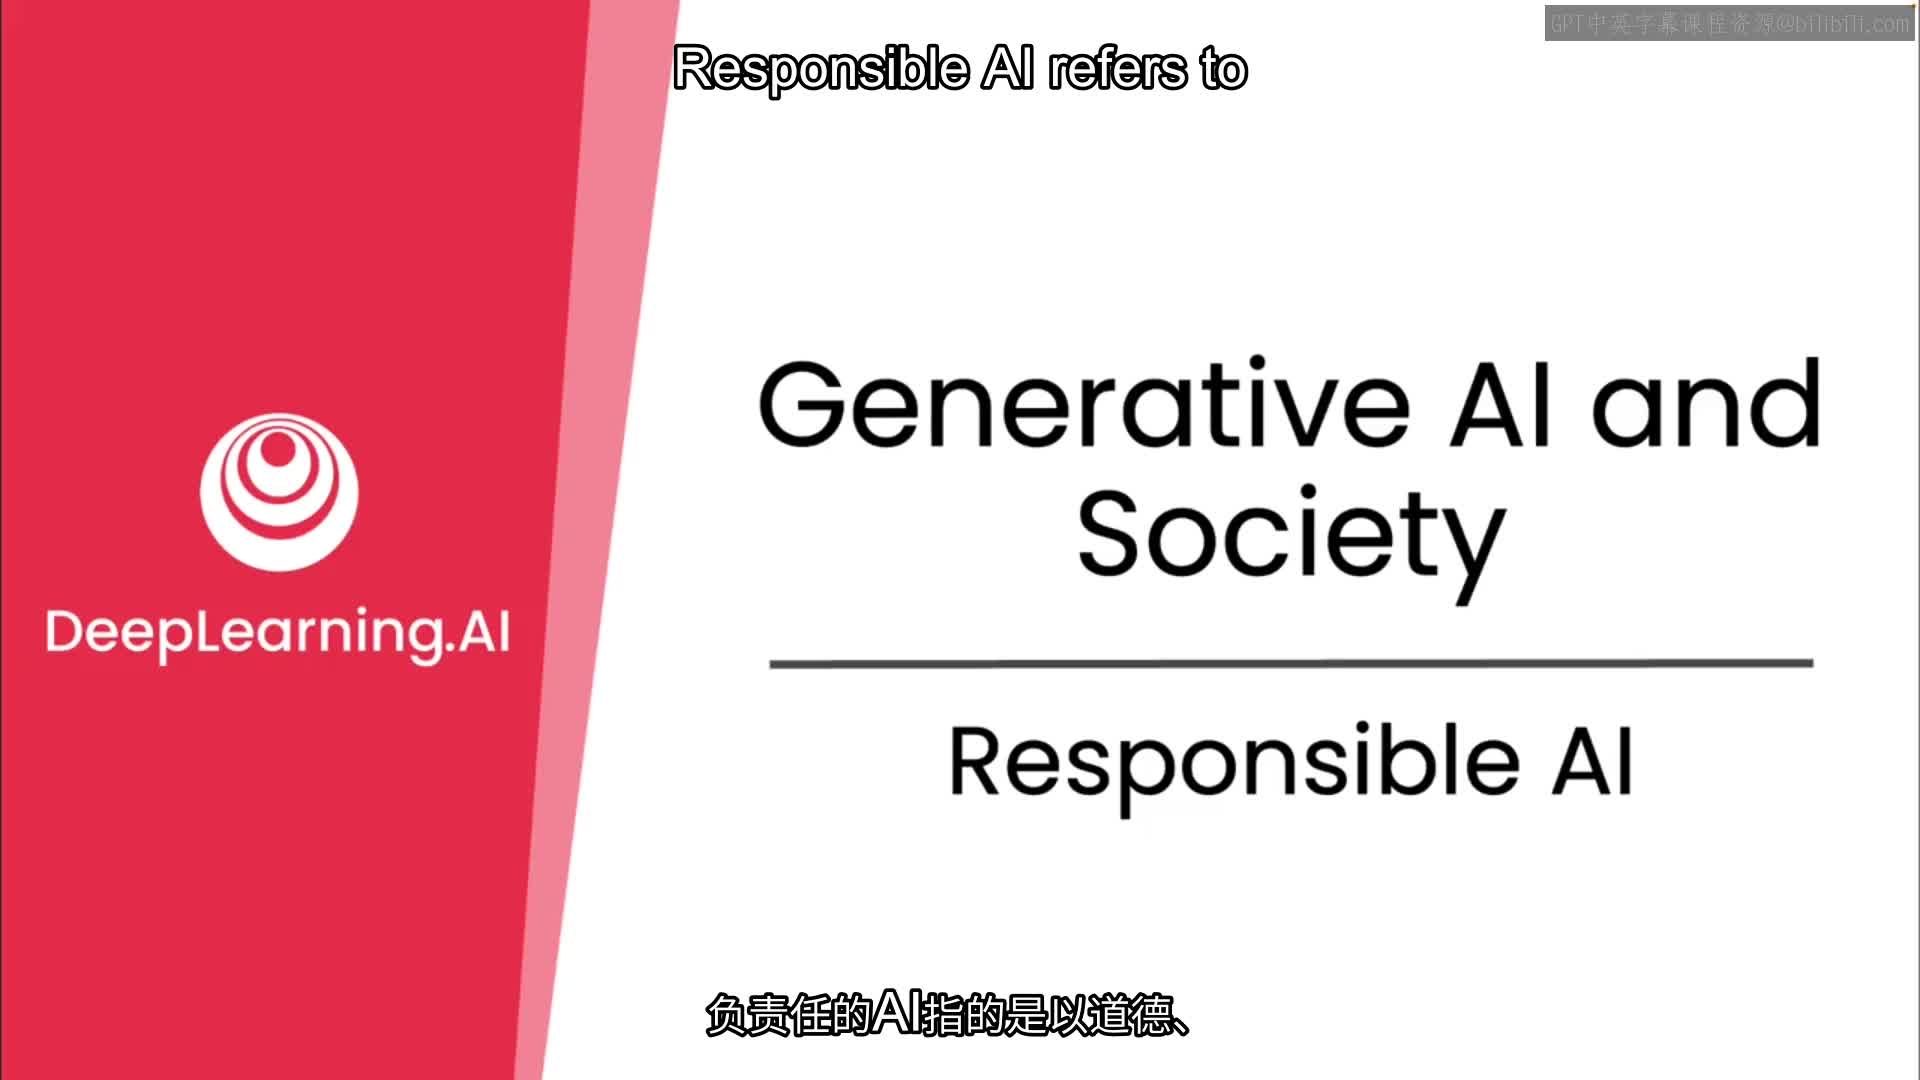 GPT中英字幕课程资源@bilibili.com
Responsible AI refers to
Generative AI and
Society
DeepLearning.AI
Responsible AI
负责任的AI指的是以道德、